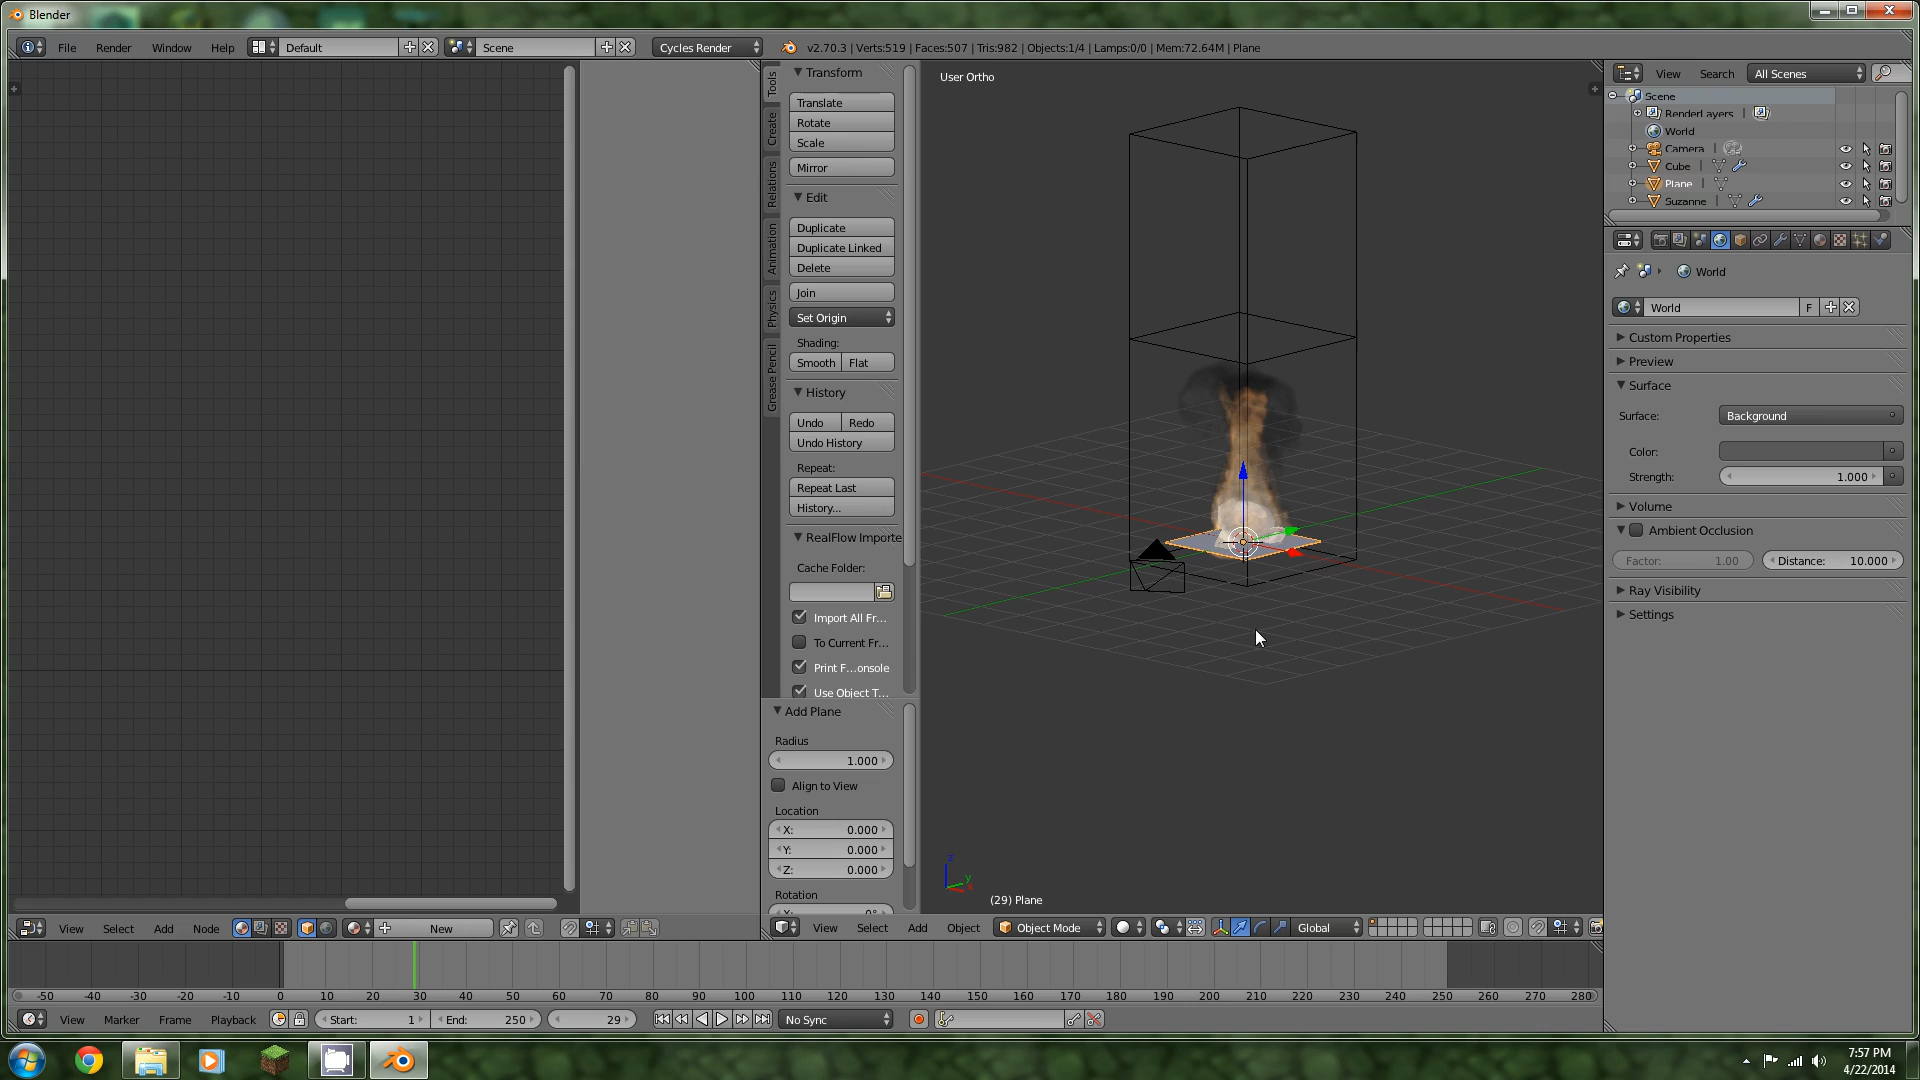 Blender
File Render Window Help Default Scene Cycles Render v2.70.3 | Verts:519 | Faces:507 | Tris:982 | Objects:1/4 | Lamps:0/0 | Mem:72.64M | Plane
Tools
Create
Relations
Animation
Physics
Grease Pencil
Transform
Translate
Rotate
Scale
Mirror
Edit
Duplicate
Duplicate Linked
Delete
Join
Set Origin
Shading:
Smooth Flat
History
Undo Redo
Undo History
Repeat:
Repeat Last
History...
RealFlow Importe
Cache Folder:
Import All Fr...
To Current Fr...
Print F...onsole
Use Object T...
Add Plane
Radius
1.000
Align to View
Location
X: 0.000
Y: 0.000
Z: 0.000
Rotation
X: 0°
User Ortho
z
y
x
(29) Plane
View Search All Scenes
Scene
RenderLayers |
World
Camera |
Cube |
Plane |
Suzanne |
World
World F
Custom Properties
Preview
Surface
Surface: Background
Color:
Strength: 1.000
Volume
Ambient Occlusion
Factor: 1.00 Distance: 10.000
Ray Visibility
Settings
View Select Add Node New
View Select Add Object Object Mode Global
-50 -40 -30 -20 -10 0 10 20 30 40 50 60 70 80 90 100 110 120 130 140 150 160 170 180 190 200 210 220 230 240 250 260 270 280
View Marker Frame Playback Start: 1 End: 250 29 No Sync
7:57 PM
4/22/2014